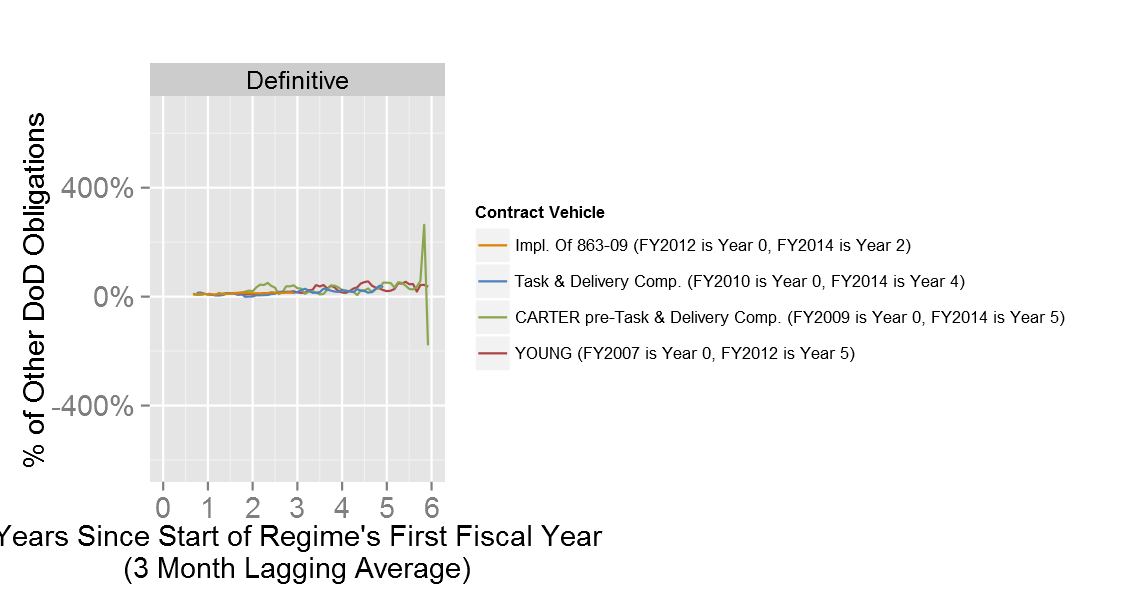 Definitive
% of Other DoD Obligations
400%
0%
-400%
0 1 2 3 4 5 6
Years Since Start of Regime's First Fiscal Year
(3 Month Lagging Average)
Contract Vehicle
Impl. Of 863-09 (FY2012 is Year 0, FY2014 is Year 2)
Task & Delivery Comp. (FY2010 is Year 0, FY2014 is Year 4)
CARTER pre-Task & Delivery Comp. (FY2009 is Year 0, FY2014 is Year 5)
YOUNG (FY2007 is Year 0, FY2012 is Year 5)